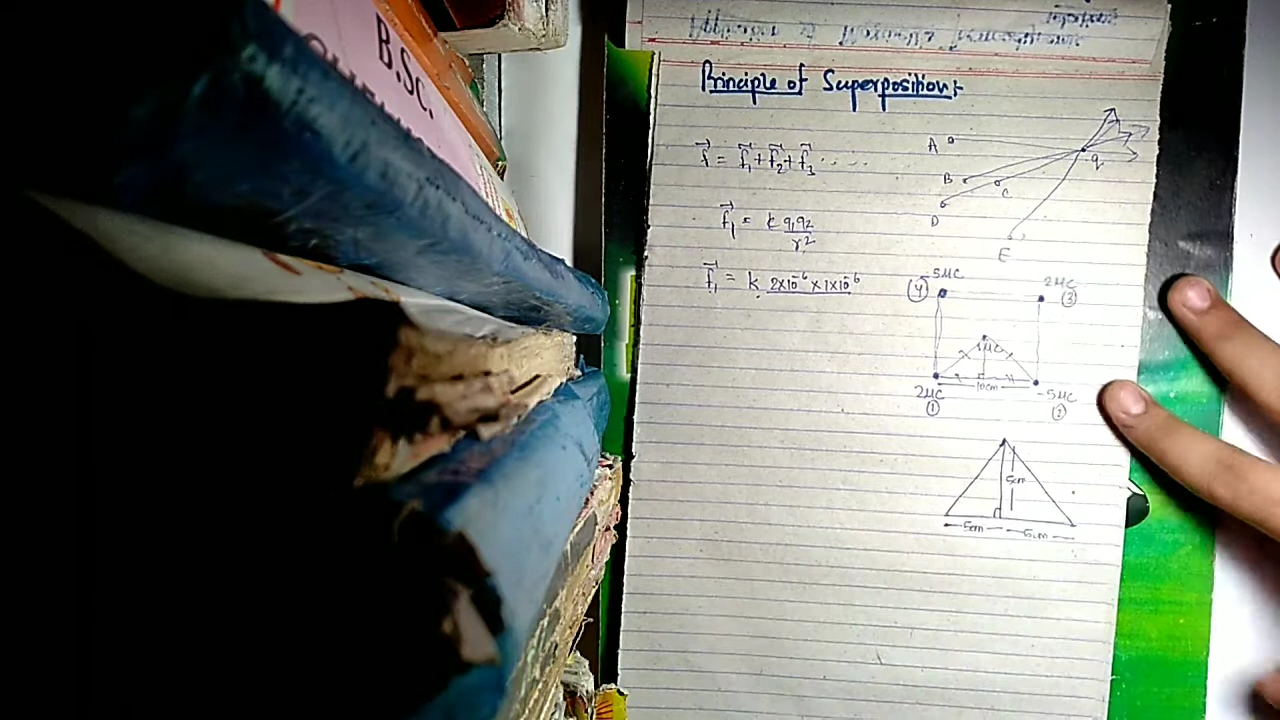 B.Sc.
Principle of Superposition:-
f = f₁ + f₂ + f₃ .....
f₁ = k q₁q₂
r²
f₁ = k 2×10⁻⁶ × 1×10⁻⁶
A
B
C
D
E
q
-5μC
④
2μC
③
1μC
10cm
2μC
①
-5μC
②
5cm
5cm
5cm